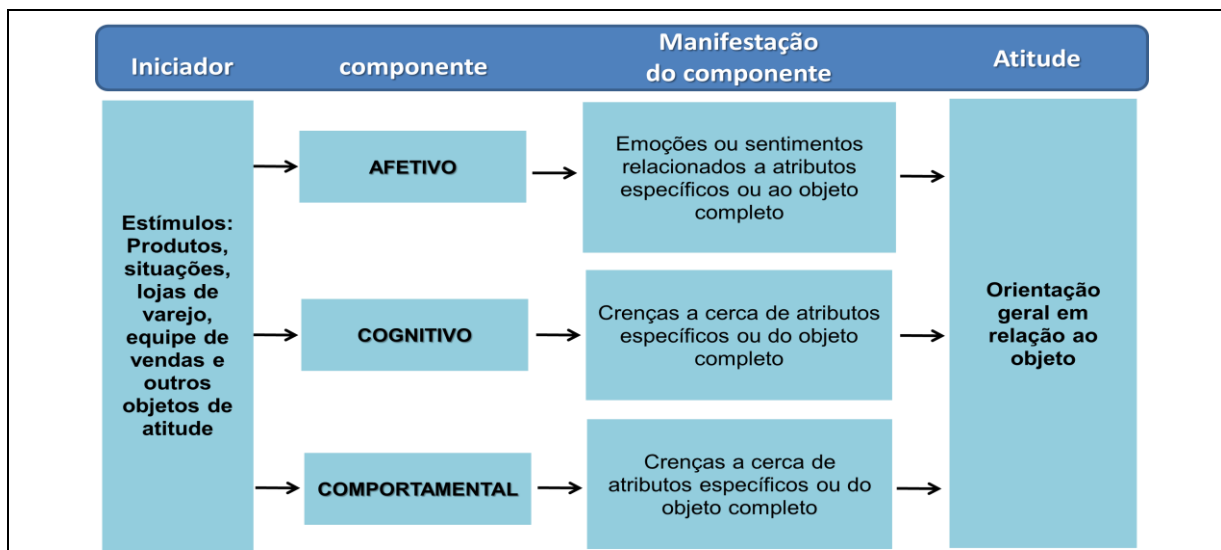 Iniciador
componente
Manifestação
do componente
Atitude
Estímulos:
Produtos,
situações,
lojas de
varejo,
equipe de
vendas e
outros
objetos de
atitude
AFETIVO
Emoções ou sentimentos
relacionados a atributos
específicos ou ao objeto
completo
COGNITIVO
Crenças a cerca de atributos
específicos ou do objeto
completo
COMPORTAMENTAL
Crenças a cerca de
atributos específicos ou do
objeto completo
Orientação
geral em
relação ao
objeto